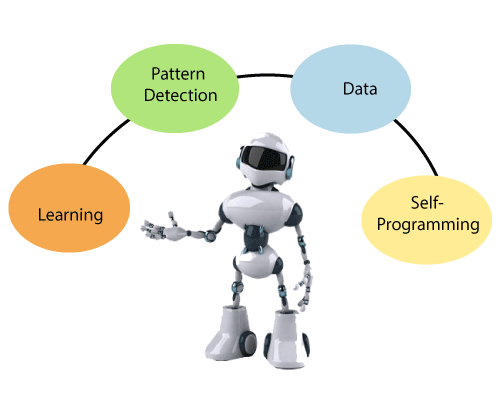 Learning
Pattern
Detection
Data
Self-
Programming